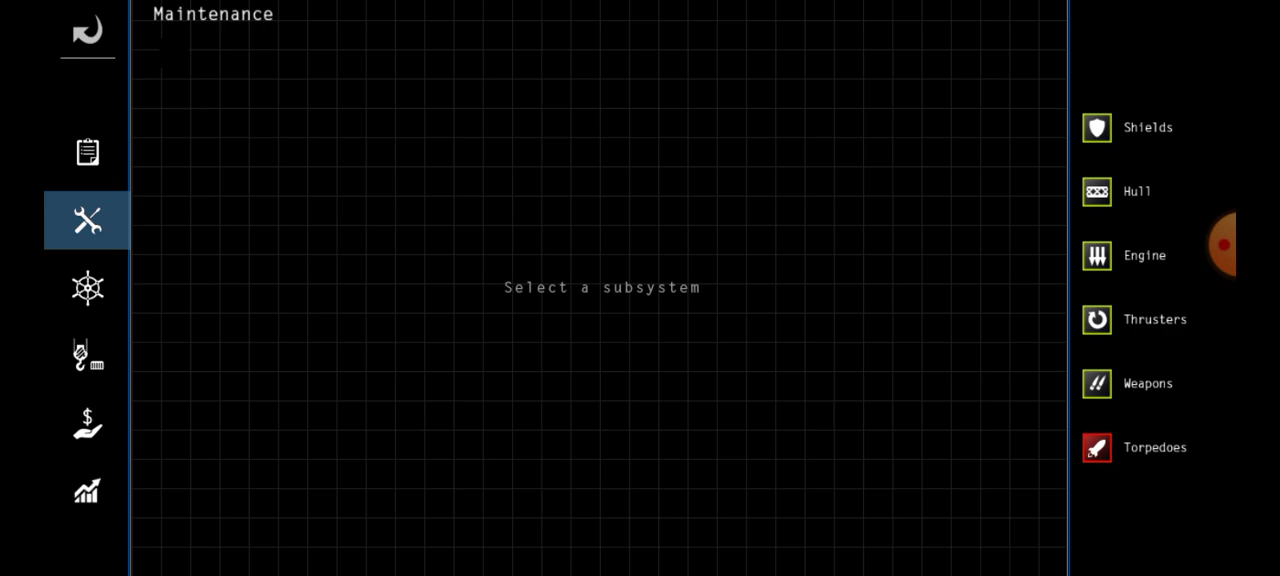 Maintenance
Select a subsystem
Shields
Hull
Engine
Thrusters
Weapons
Torpedoes